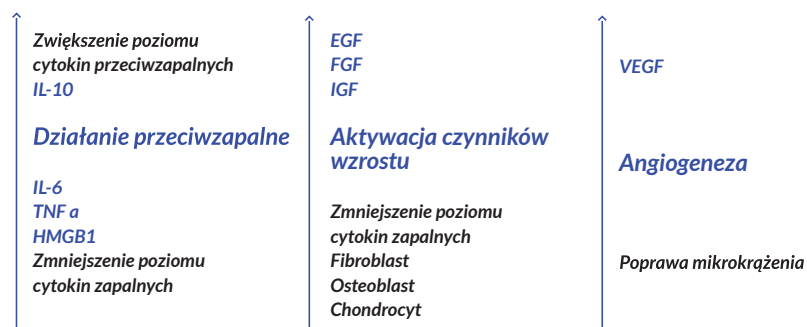 Zwiększenie poziomu
cytokin przeciwzapalnych
IL-10
Działanie przeciwzapalne
IL-6
TNF a
HMGB1
Zmniejszenie poziomu
cytokin zapalnych
EGF
FGF
IGF
Aktywacja czynników
wzrostu
Zmniejszenie poziomu
cytokin zapalnych
Fibroblast
Osteoblast
Chondrocyt
VEGF
Angiogeneza
Poprawa mikrokrążenia